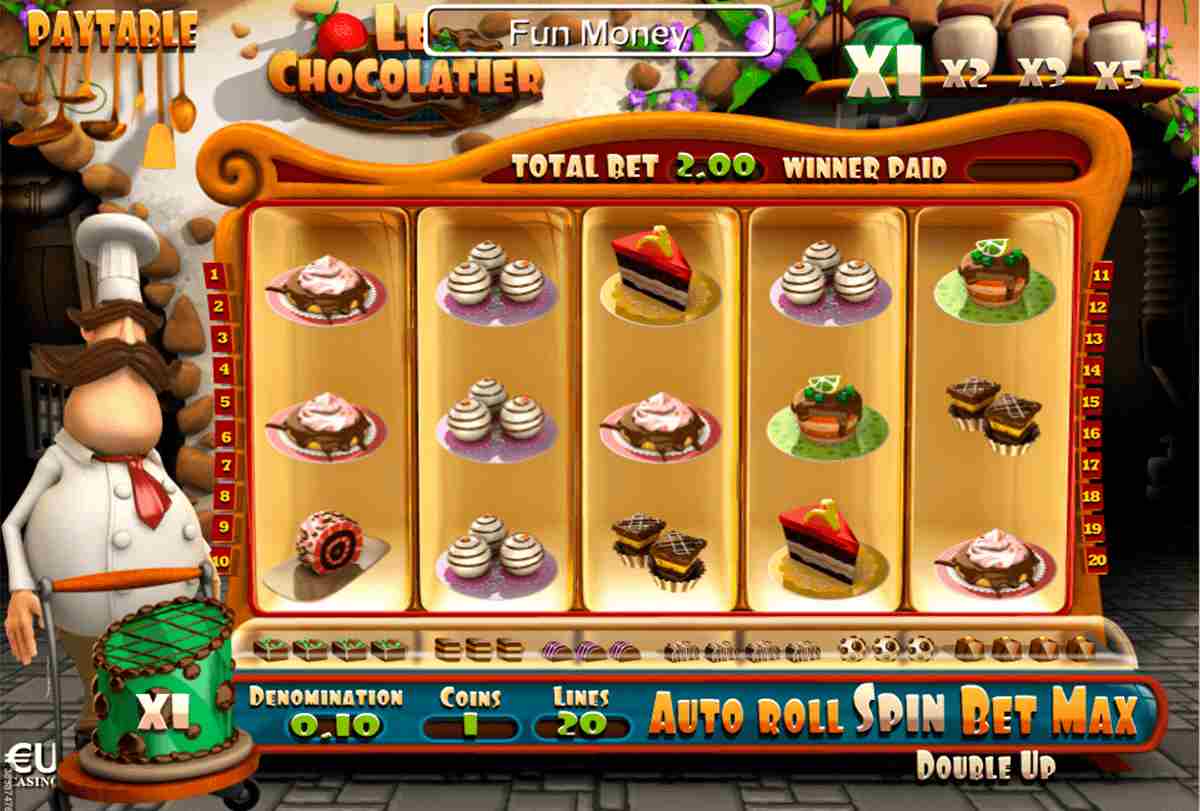 PAYTABLE
LE
CHOCOLATIER
Fun Money
X1 X2 X3 X5
TOTAL BET 2.00 WINNER PAID
1
2
3
4
5
6
7
8
9
10
11
12
13
14
15
16
17
18
19
20
X1
DENOMINATION
0.10
COINS
1
LINES
20
AUTO ROLL SPIN BET MAX
DOUBLE UP
€U
CASINO